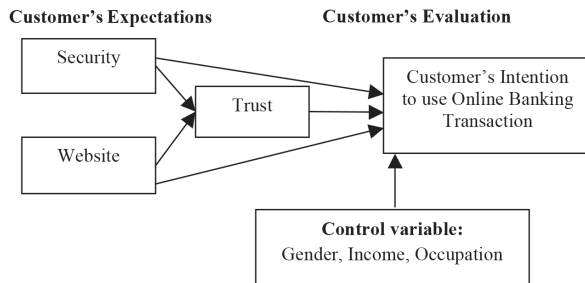 Customer's Expectations
Customer's Evaluation
Security
Website
Trust
Customer's Intention
to use Online Banking
Transaction
Control variable:
Gender, Income, Occupation